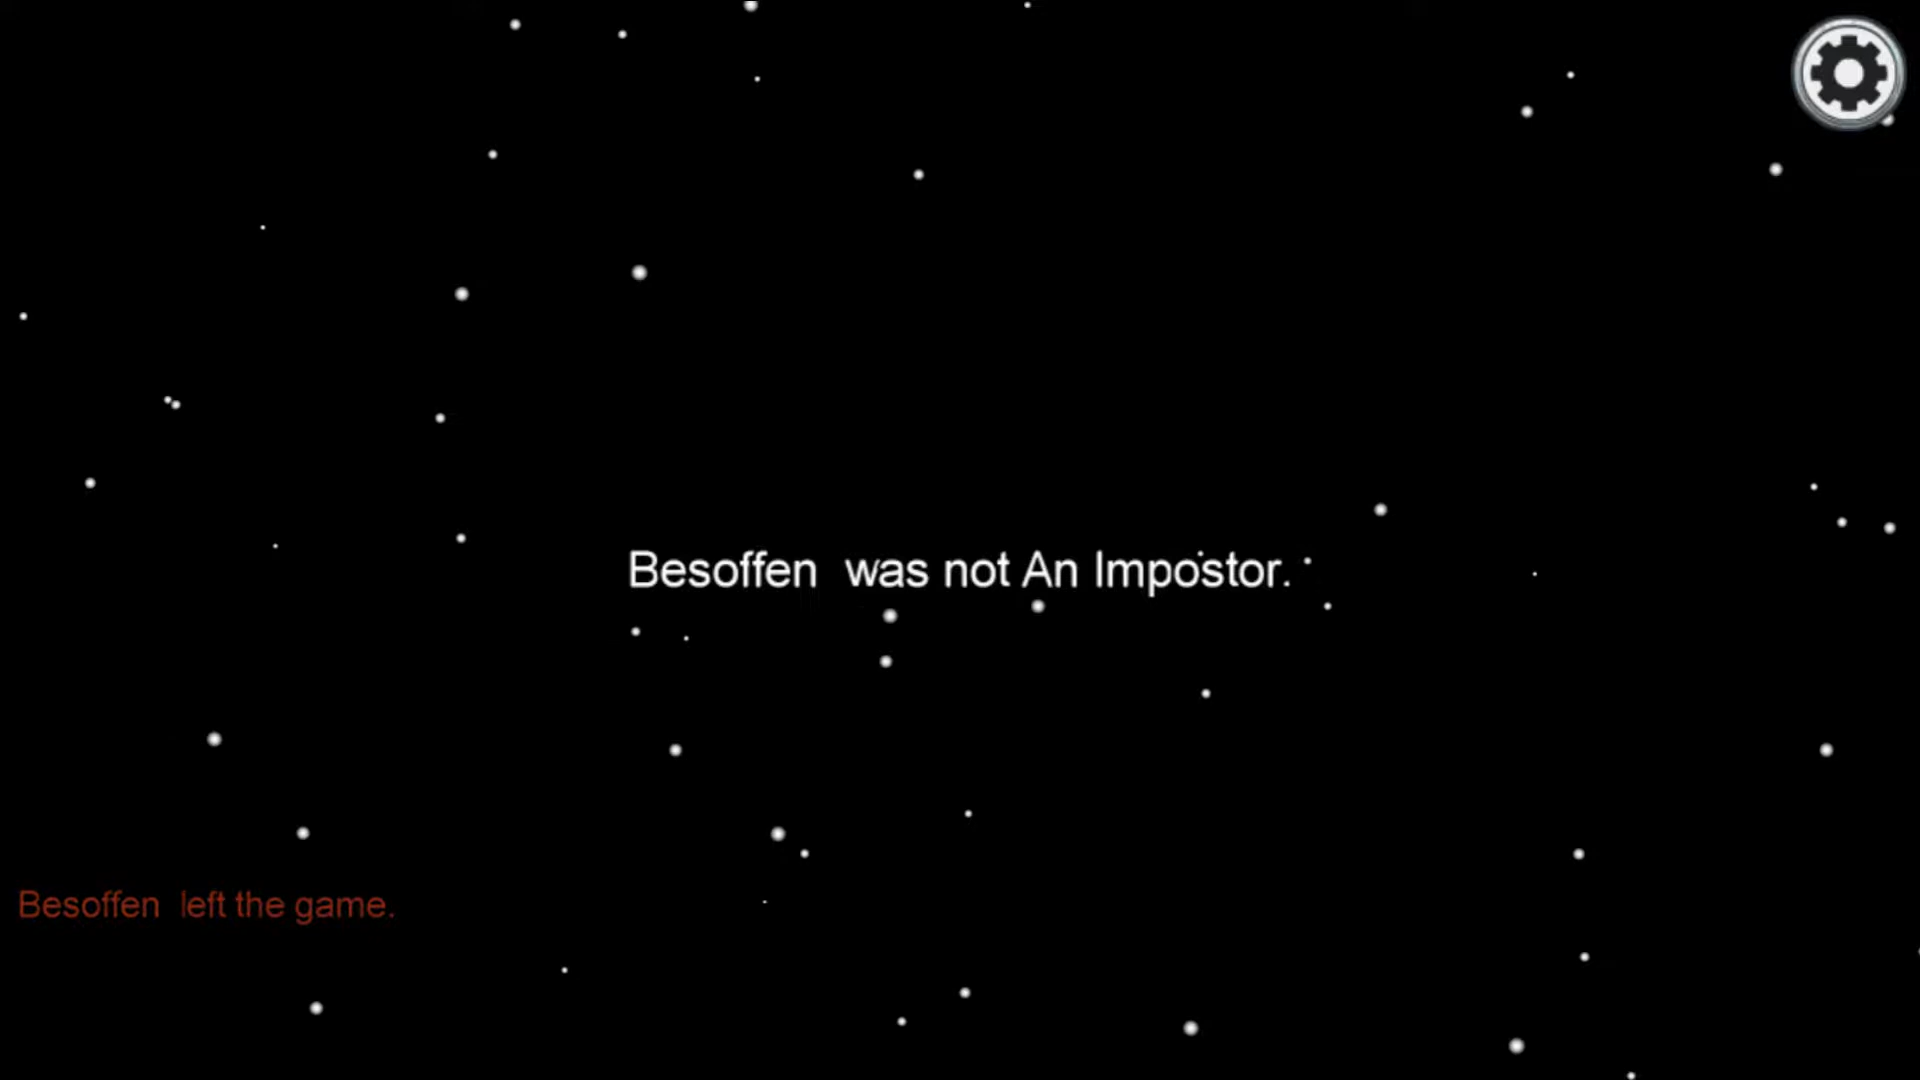 Besoffen  was not An Impostor.
Besoffen  left the game.